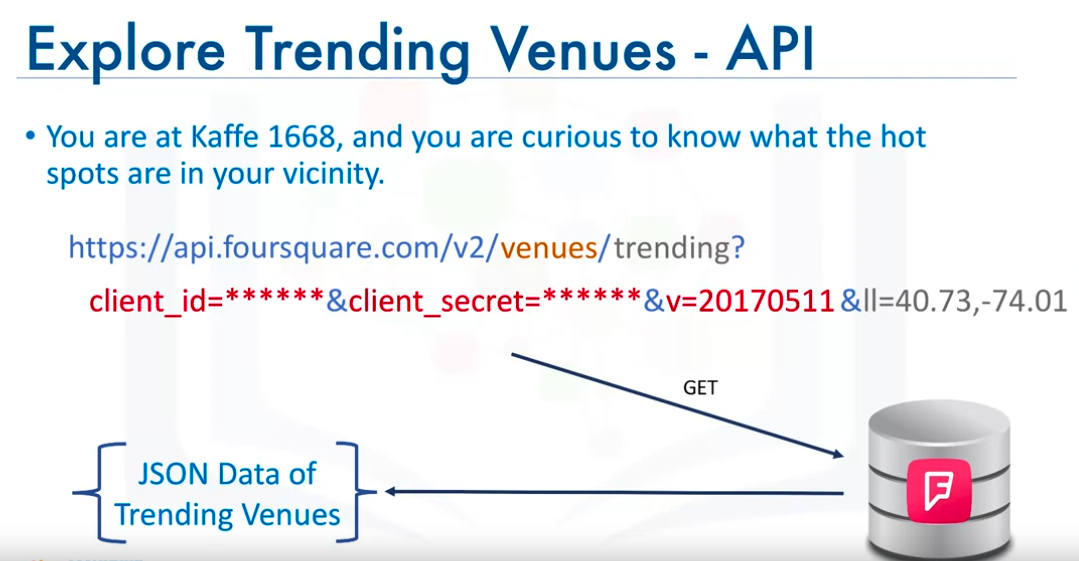 Explore Trending Venues - API
• You are at Kaffe 1668, and you are curious to know what the hot
spots are in your vicinity.
https://api.foursquare.com/v2/venues/trending?
client_id=******&client_secret=******&v=20170511&ll=40.73,-74.01
GET
JSON Data of
Trending Venues